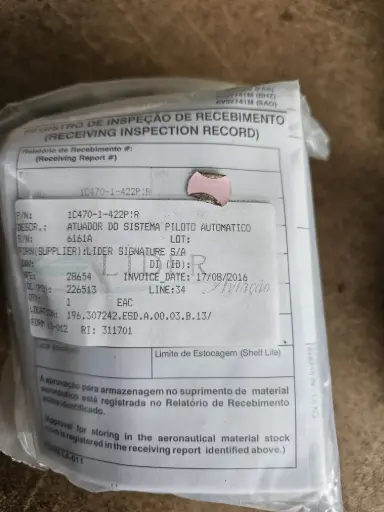 REGISTRO DE INSPEÇÃO DE RECEBIMENTO
(RECEIVING INSPECTION RECORD)
Relatório de Recebimento #:
(Receiving Report #)
1C470-1-422P!R
P/N: 1C470-1-422P!R
DESCR.: ATUADOR DO SISTEMA PILOTO AUTOMATICO
S/N: 6161A LOT:
FORN(SUPPLIER):LIDER SIGNATURE S/A
DI (ID):
28654 INVOICE DATE: 17/08/2016
226513 LINE:34
QTY: 1 EAC
LOCATION: 196.307242.ESD.A.00.03.B.13/
RI: 311701
Limite de Estocagem (Shelf Life)
A aprovação para armazenagem no suprimento de material
aeronáutico está registrada no Relatório de Recebimento
identificado.
(Approval for storing in the aeronautical material stock
is registered in the receiving report identified above.)